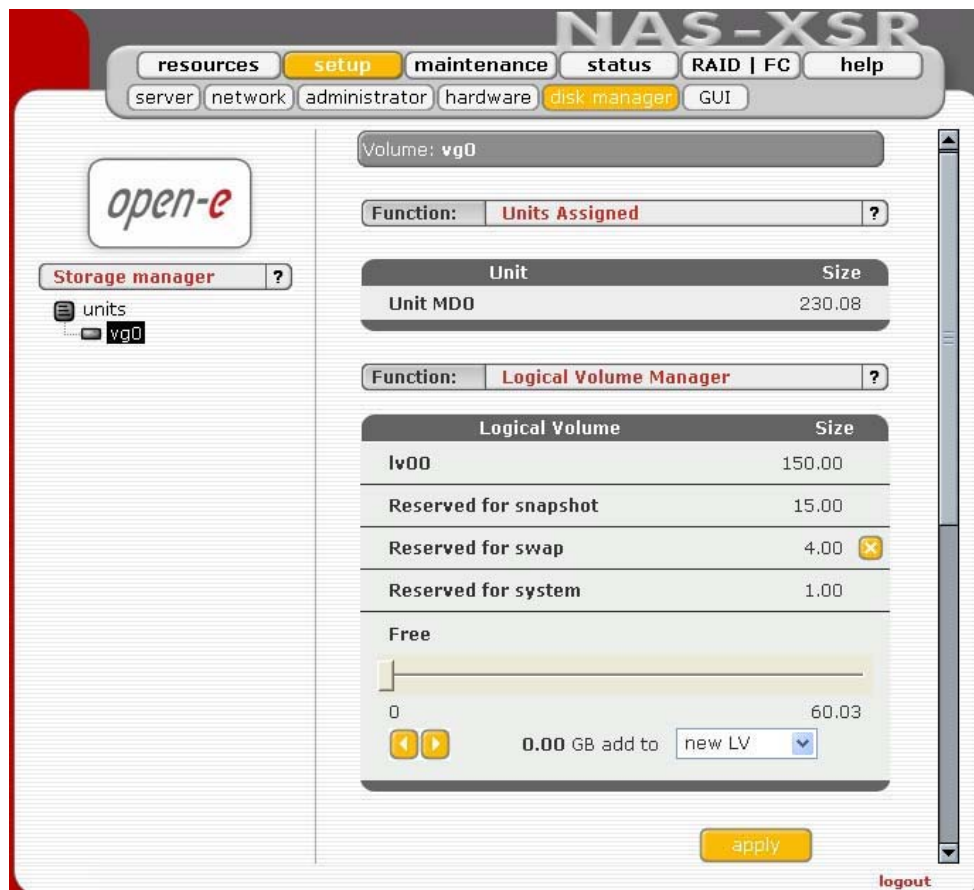 NAS-XSR
resources setup maintenance status RAID | FC help
server network administrator hardware disk manager GUI
open-e
Storage manager ?
units
vg0
Volume: vg0
Function: Units Assigned ?
Unit Size
Unit MD0 230.08
Function: Logical Volume Manager ?
Logical Volume Size
lv00 150.00
Reserved for snapshot 15.00
Reserved for swap 4.00
Reserved for system 1.00
Free
0 60.03
0.00 GB add to new LV
apply
logout